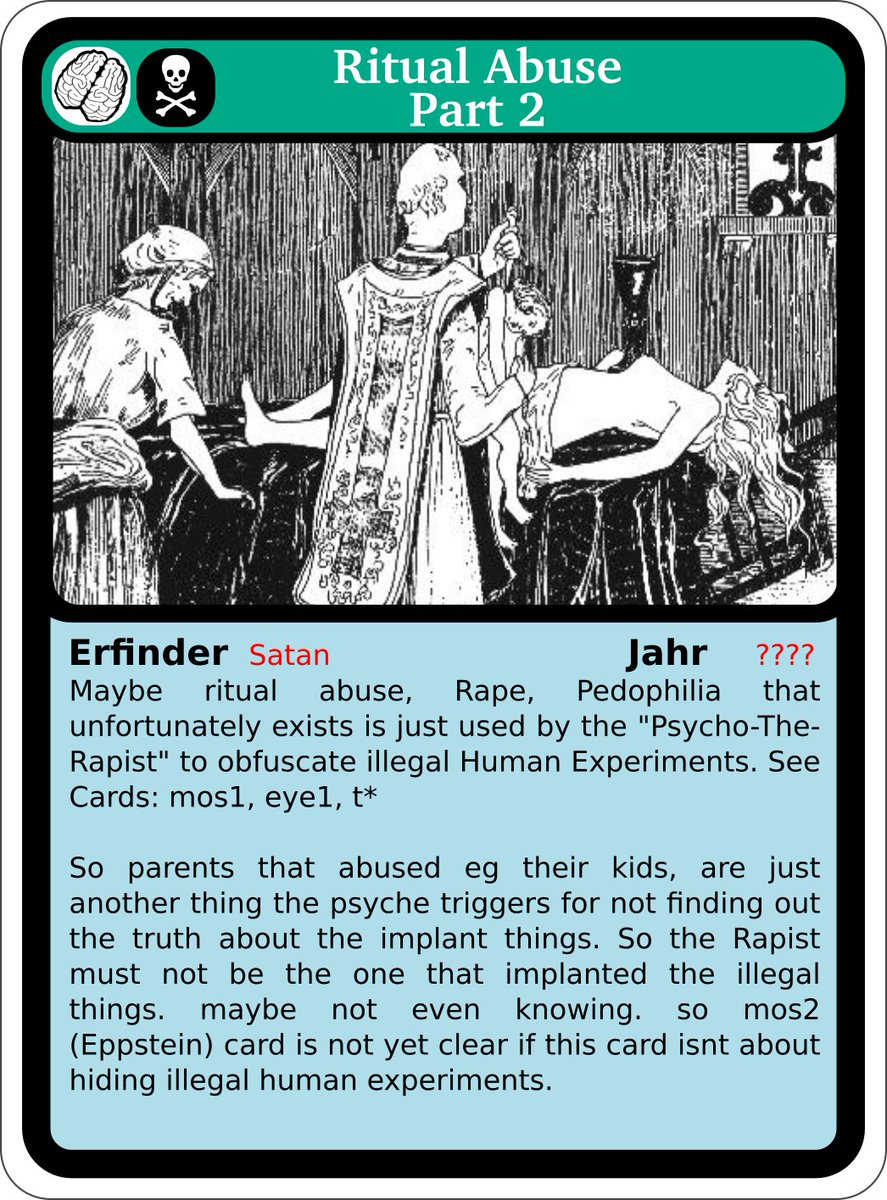 Ritual Abuse
Part 2
Erfinder Satan Jahr ????
Maybe ritual abuse, Rape, Pedophilia that
unfortunately exists is just used by the "Psycho-The-
Rapist" to obfuscate illegal Human Experiments. See
Cards: mos1, eye1, t*
So parents that abused eg their kids, are just
another thing the psyche triggers for not finding out
the truth about the implant things. So the Rapist
must not be the one that implanted the illegal
things. maybe not even knowing. so mos2
(Eppstein) card is not yet clear if this card isnt about
hiding illegal human experiments.